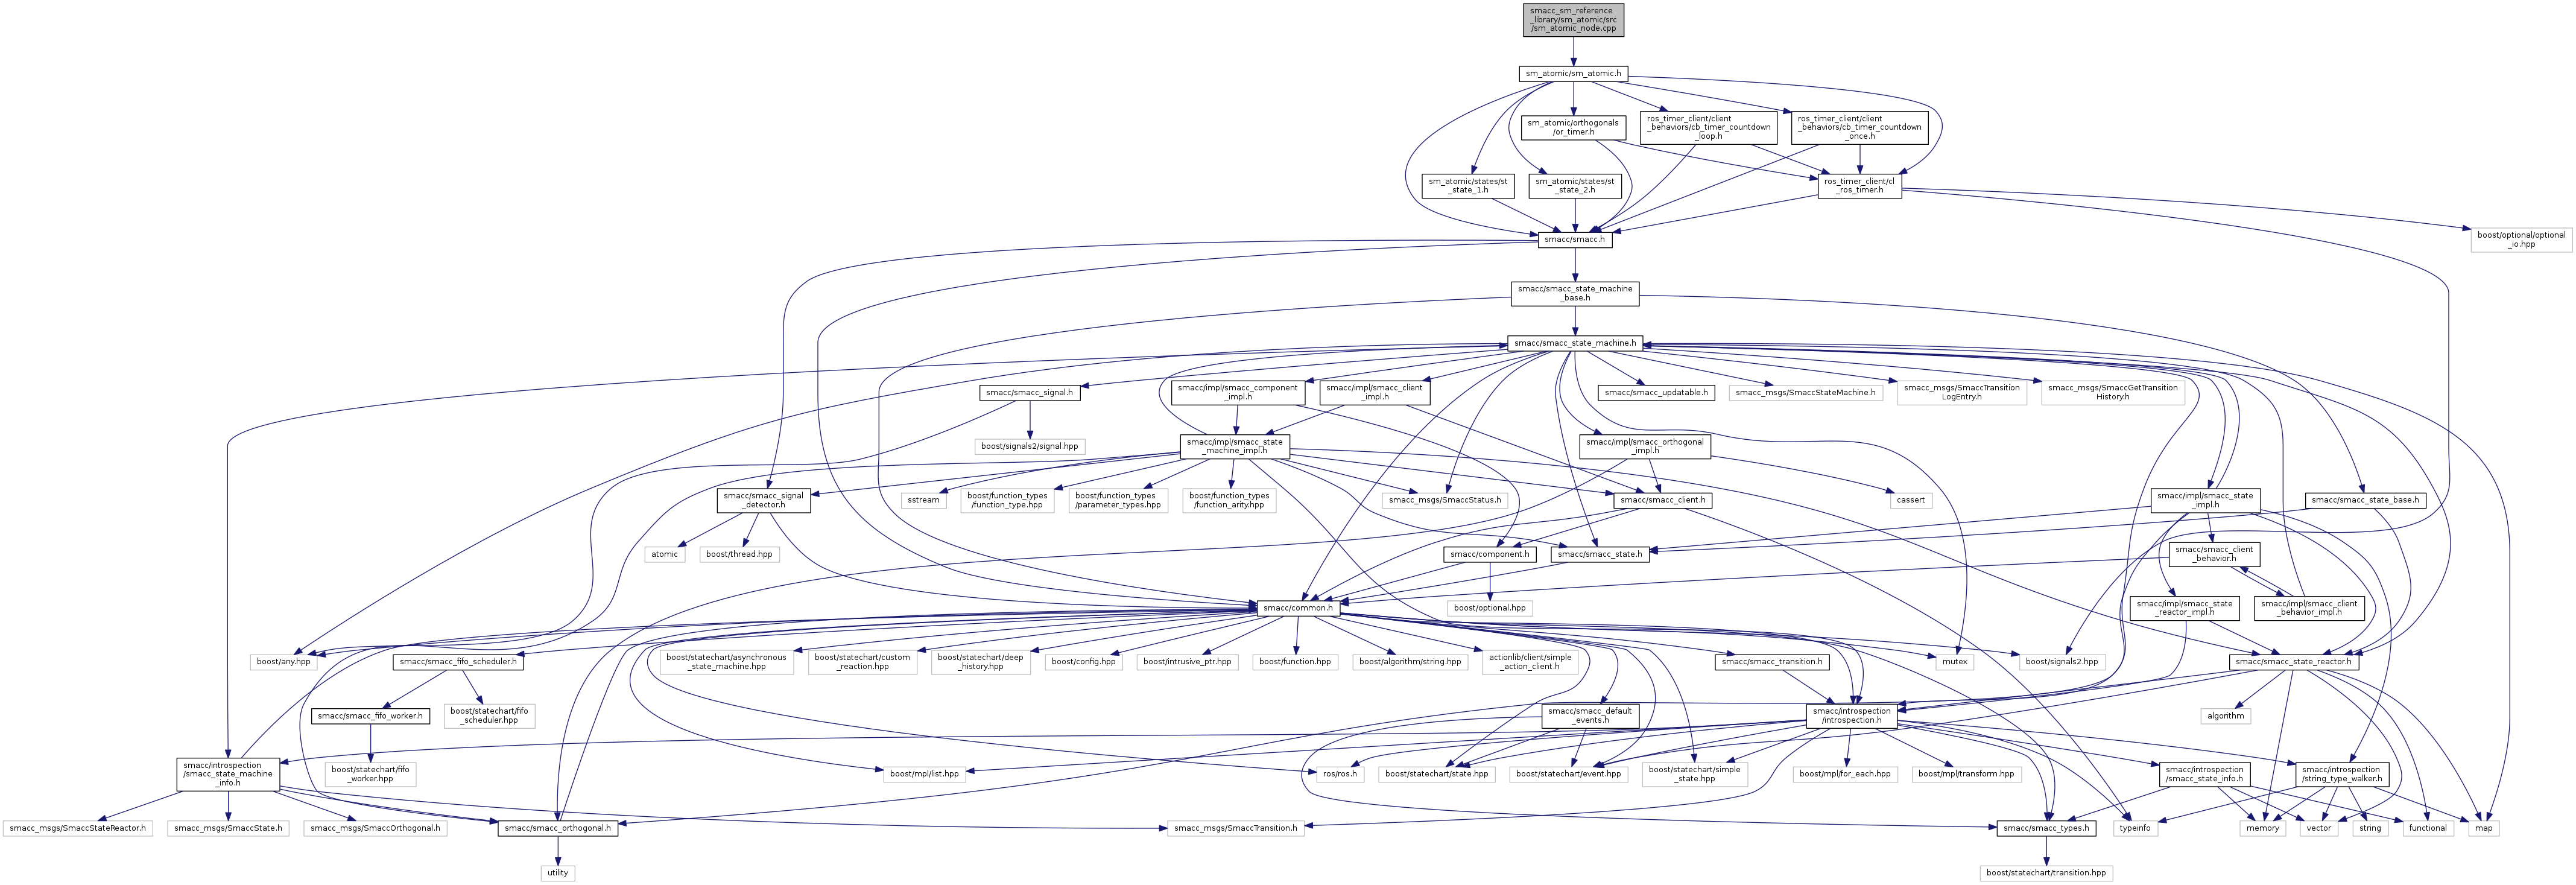 smacc_sm_reference
_library/sm_atomic/src
/sm_atomic_node.cpp
sm_atomic/sm_atomic.h
sm_atomic/orthogonals
/or_timer.h
ros_timer_client/client
_behaviors/cb_timer_countdown
_loop.h
ros_timer_client/client
_behaviors/cb_timer_countdown
_once.h
sm_atomic/states/st
_state_1.h
sm_atomic/states/st
_state_2.h
ros_timer_client/cl
_ros_timer.h
smacc/smacc.h
boost/optional/optional
_io.hpp
smacc/smacc_state_machine
_base.h
smacc/smacc_state_machine.h
smacc/smacc_signal.h
smacc/impl/smacc_component
_impl.h
smacc/impl/smacc_client
_impl.h
smacc/smacc_updatable.h
smacc_msgs/SmaccStateMachine.h
smacc_msgs/SmaccTransition
LogEntry.h
smacc_msgs/SmaccGetTransition
History.h
boost/signals2/signal.hpp
smacc/impl/smacc_state
_machine_impl.h
smacc/impl/smacc_orthogonal
_impl.h
smacc/smacc_signal
_detector.h
sstream
boost/function_types
/function_type.hpp
boost/function_types
/parameter_types.hpp
boost/function_types
/function_arity.hpp
smacc_msgs/SmaccStatus.h
smacc/smacc_client.h
cassert
smacc/impl/smacc_state
_impl.h
smacc/smacc_state_base.h
atomic
boost/thread.hpp
smacc/component.h
smacc/smacc_state.h
smacc/smacc_client
_behavior.h
smacc/common.h
boost/optional.hpp
smacc/impl/smacc_state
_reactor_impl.h
smacc/impl/smacc_client
_behavior_impl.h
boost/any.hpp
smacc/smacc_fifo_scheduler.h
boost/statechart/asynchronous
_state_machine.hpp
boost/statechart/custom
_reaction.hpp
boost/statechart/deep
_history.hpp
boost/config.hpp
boost/intrusive_ptr.hpp
boost/function.hpp
boost/algorithm/string.hpp
actionlib/client/simple
_action_client.h
smacc/smacc_transition.h
mutex
boost/signals2.hpp
smacc/smacc_state_reactor.h
smacc/smacc_fifo_worker.h
boost/statechart/fifo
_scheduler.hpp
smacc/smacc_default
_events.h
smacc/introspection
/introspection.h
algorithm
smacc/introspection
/smacc_state_machine
_info.h
boost/statechart/fifo
_worker.hpp
boost/mpl/list.hpp
ros/ros.h
boost/statechart/state.hpp
boost/statechart/event.hpp
boost/statechart/simple
_state.hpp
boost/mpl/for_each.hpp
boost/mpl/transform.hpp
smacc/introspection
/smacc_state_info.h
smacc/introspection
/string_type_walker.h
smacc_msgs/SmaccStateReactor.h
smacc_msgs/SmaccState.h
smacc_msgs/SmaccOrthogonal.h
smacc/smacc_orthogonal.h
smacc_msgs/SmaccTransition.h
smacc/smacc_types.h
typeinfo
memory
vector
string
functional
map
utility
boost/statechart/transition.hpp